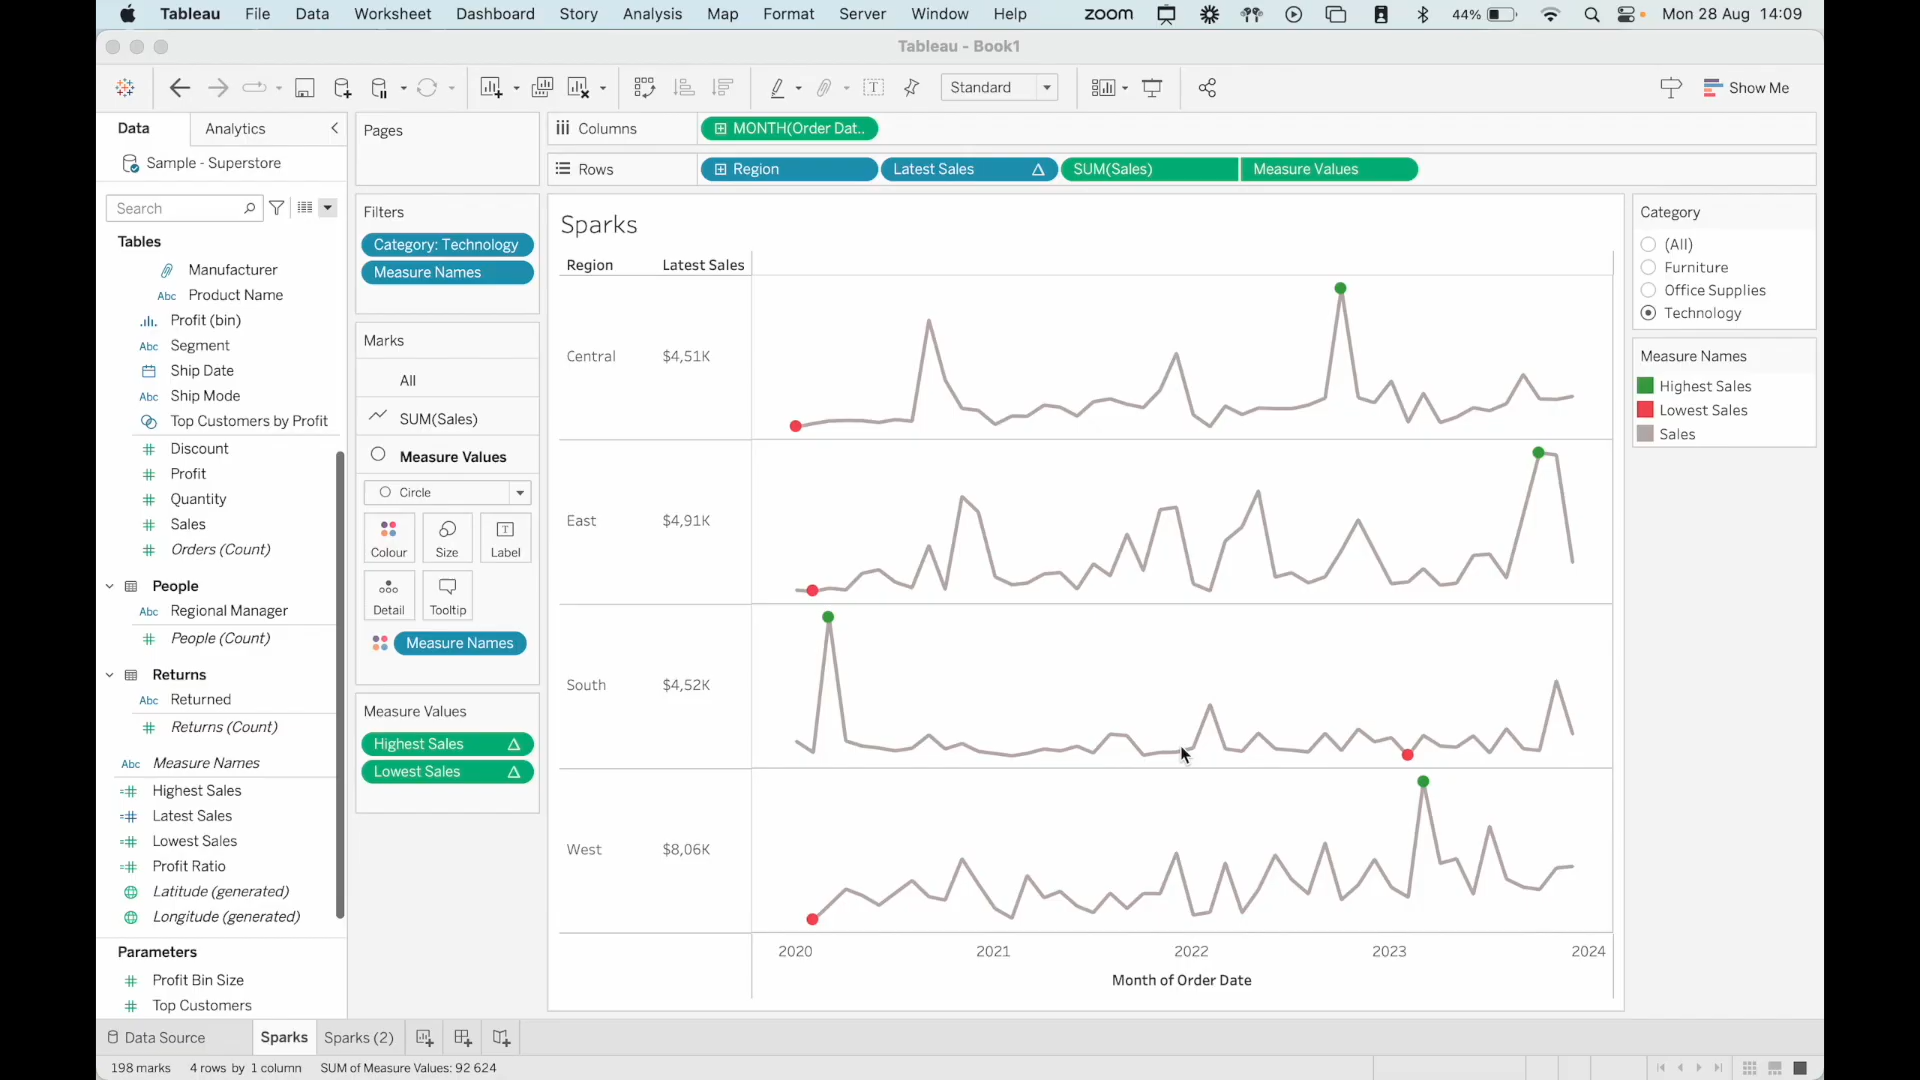 Tableau File Data Worksheet Dashboard Story Analysis Map Format Server Window Help zoom 44% Mon 28 Aug 14:09
Tableau - Book1
Standard Show Me
Data Analytics
Sample - Superstore
Search
Tables
Manufacturer
Abc Product Name
Profit (bin)
Abc Segment
Ship Date
Abc Ship Mode
Top Customers by Profit
Discount
Profit
Quantity
Sales
Orders (Count)
People
Abc Regional Manager
People (Count)
Returns
Abc Returned
Returns (Count)
Abc Measure Names
Highest Sales
Latest Sales
Lowest Sales
Profit Ratio
Latitude (generated)
Longitude (generated)
Parameters
Profit Bin Size
Top Customers
Pages
Filters
Category: Technology
Measure Names
Marks
All
SUM(Sales)
Measure Values
Circle
Colour Size Label
Detail Tooltip
Measure Names
Measure Values
Highest Sales
Lowest Sales
Columns MONTH(Order Dat..
Rows Region Latest Sales SUM(Sales) Measure Values
Sparks
Region Latest Sales
Central $4,51K
East $4,91K
South $4,52K
West $8,06K
2020 2021 2022 2023 2024
Month of Order Date
Category
(All)
Furniture
Office Supplies
Technology
Measure Names
Highest Sales
Lowest Sales
Sales
Data Source Sparks Sparks (2)
198 marks 4 rows by 1 column SUM of Measure Values: 92 624